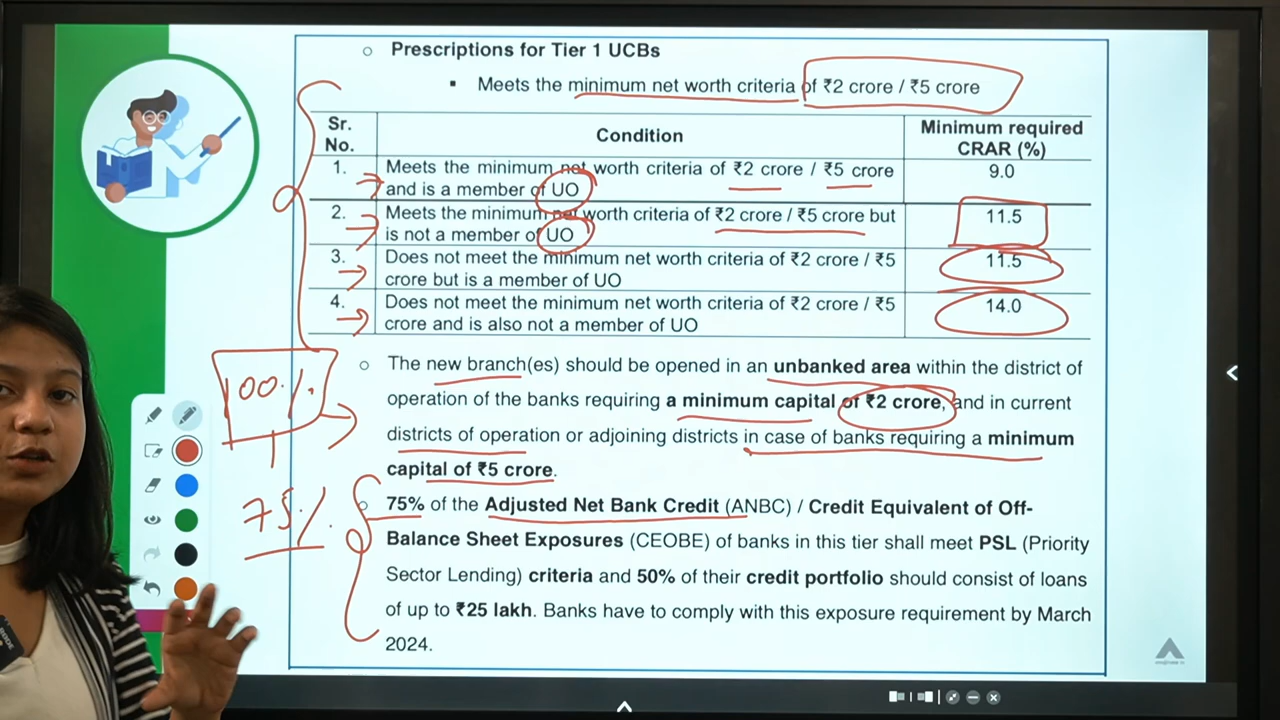 Prescriptions for Tier 1 UCBs
Meets the minimum net worth criteria of ₹2 crore / ₹5 crore
Sr. No.
Condition
Minimum required CRAR (%)
1.
Meets the minimum net worth criteria of ₹2 crore / ₹5 crore
and is a member of UO
9.0
2.
Meets the minimum net worth criteria of ₹2 crore / ₹5 crore but
is not a member of UO
11.5
3.
Does not meet the minimum net worth criteria of ₹2 crore / ₹5
crore but is a member of UO
11.5
4.
Does not meet the minimum net worth criteria of ₹2 crore / ₹5
crore and is also not a member of UO
14.0
100%
The new branch(es) should be opened in an unbanked area within the district of
operation of the banks requiring a minimum capital of ₹2 crore, and in current
districts of operation or adjoining districts in case of banks requiring a minimum
capital of ₹5 crore.
75%
75% of the Adjusted Net Bank Credit (ANBC) / Credit Equivalent of Off-
Balance Sheet Exposures (CEOBE) of banks in this tier shall meet PSL (Priority
Sector Lending) criteria and 50% of their credit portfolio should consist of loans
of up to ₹25 lakh. Banks have to comply with this exposure requirement by March
2024.